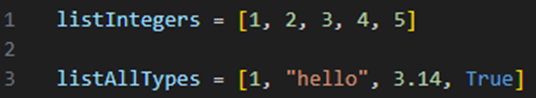 1 listIntegers = [1, 2, 3, 4, 5]
2
3 listAllTypes = [1, "hello", 3.14, True]